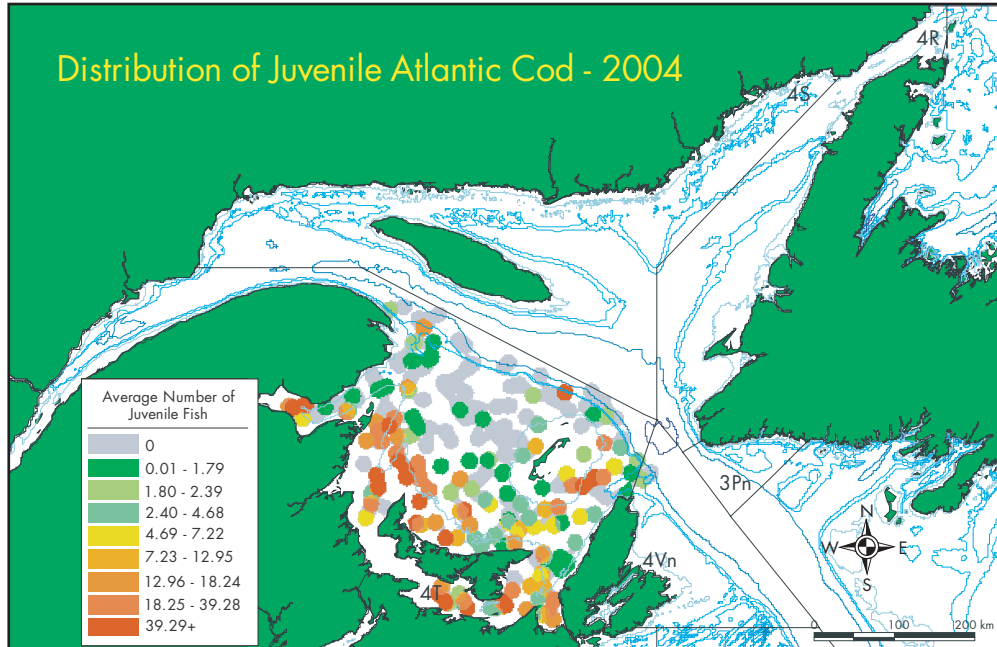 4R
Distribution of Juvenile Atlantic Cod - 2004
4S
Average Number of
Juvenile Fish
0
0.01 - 1.79
1.80 - 2.39
2.40 - 4.68
4.69 - 7.22
7.23 - 12.95
12.96 - 18.24
18.25 - 39.28
39.29+
3Pn
N
W
E
S
4Vn
4T
0
100
200 km